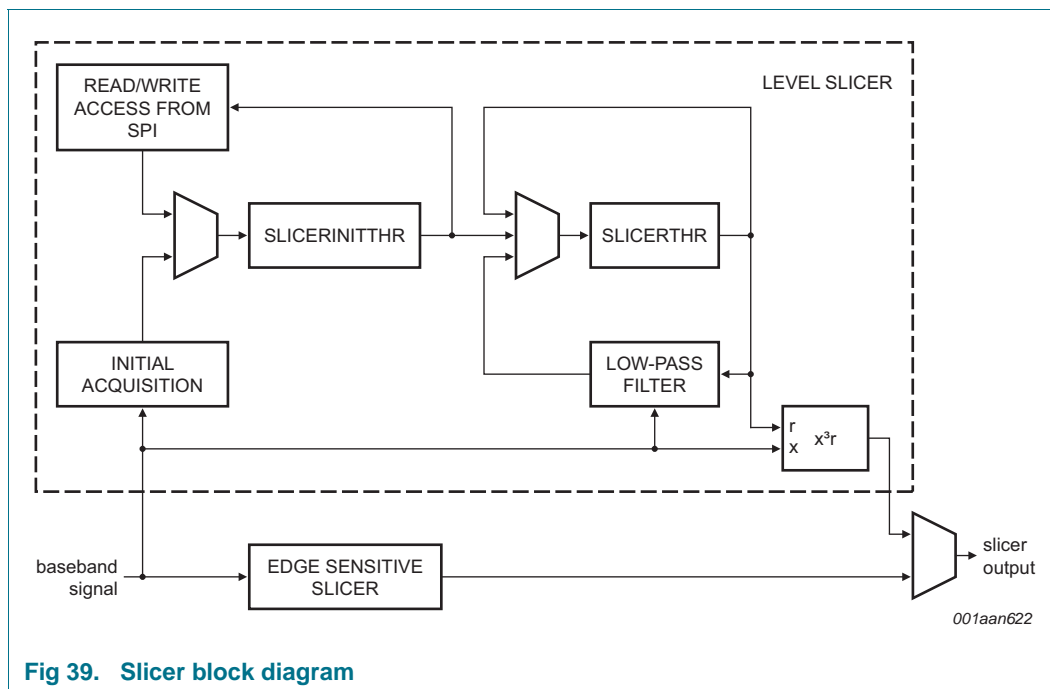 READ/WRITE
ACCESS FROM
SPI
LEVEL SLICER
SLICERINITTHR
SLICERTHR
INITIAL
ACQUISITION
LOW-PASS
FILTER
r
x
x³r
baseband
signal
EDGE SENSITIVE
SLICER
slicer
output
001aan622
Fig 39. Slicer block diagram